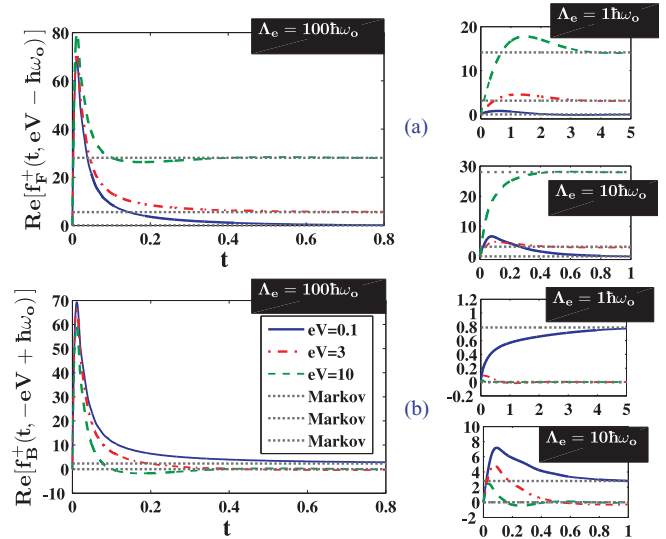 Λe = 100ħωo
Re[f_F^+(t, eV − ħωo)]
80
60
40
20
0
0 0.2 0.4 0.6 0.8
t
Λe = 1ħωo
20
10
0
0 1 2 3 4 5
(a)
Λe = 10ħωo
30
20
10
0
0 0.2 0.4 0.6 0.8 1
Λe = 100ħωo
Re[f_B^+(t, −eV + ħωo)]
70
60
50
40
30
20
10
0
-10
0 0.2 0.4 0.6 0.8
t
eV=0.1
eV=3
eV=10
Markov
Markov
Markov
Λe = 1ħωo
1.2
0.8
0.4
0
-0.2
0 1 2 3 4 5
(b)
Λe = 10ħωo
8
6
4
2
0
-2
0 0.2 0.4 0.6 0.8 1